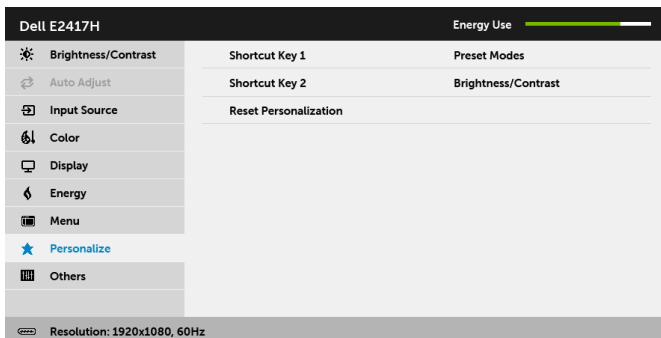 Dell E2417H Energy Use
Brightness/Contrast Shortcut Key 1 Preset Modes
Auto Adjust Shortcut Key 2 Brightness/Contrast
Input Source Reset Personalization
Color
Display
Energy
Menu
Personalize
Others
Resolution: 1920x1080, 60Hz